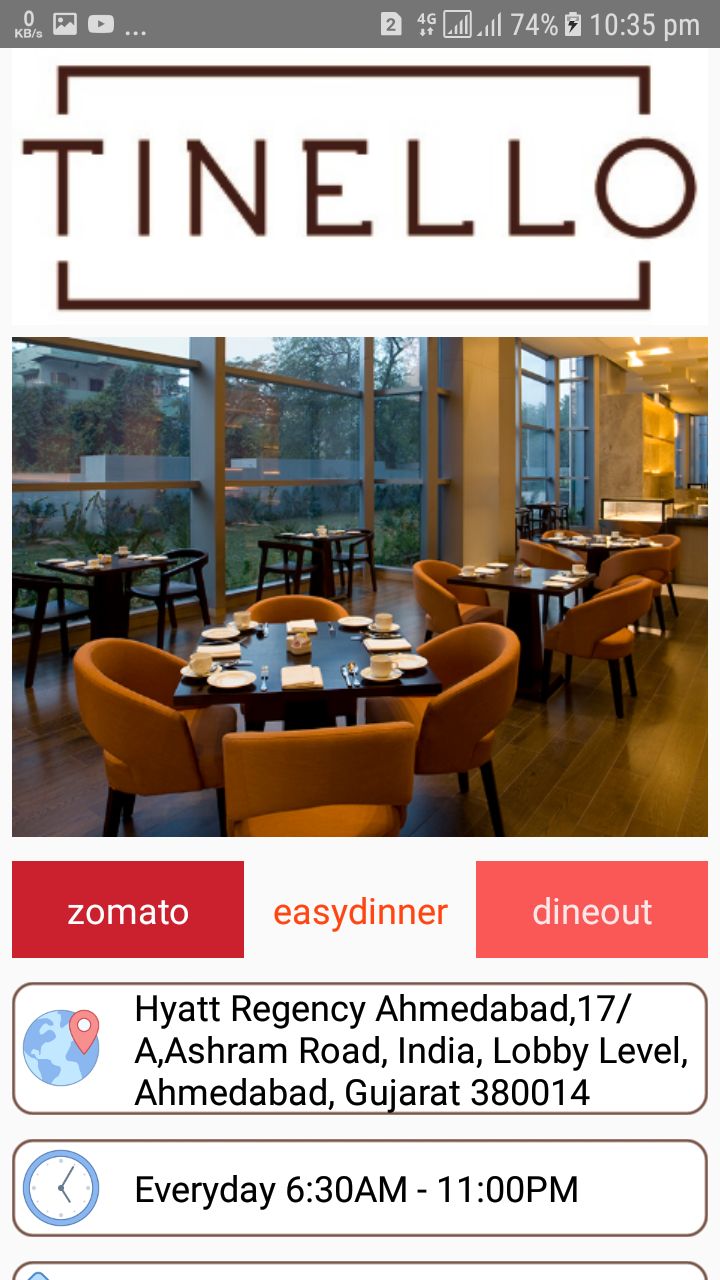 0 KB/s ... 2 4G 74% 10:35 pm
TINELLO
zomato easydinner dineout
Hyatt Regency Ahmedabad,17/
A,Ashram Road, India, Lobby Level,
Ahmedabad, Gujarat 380014
Everyday 6:30AM - 11:00PM